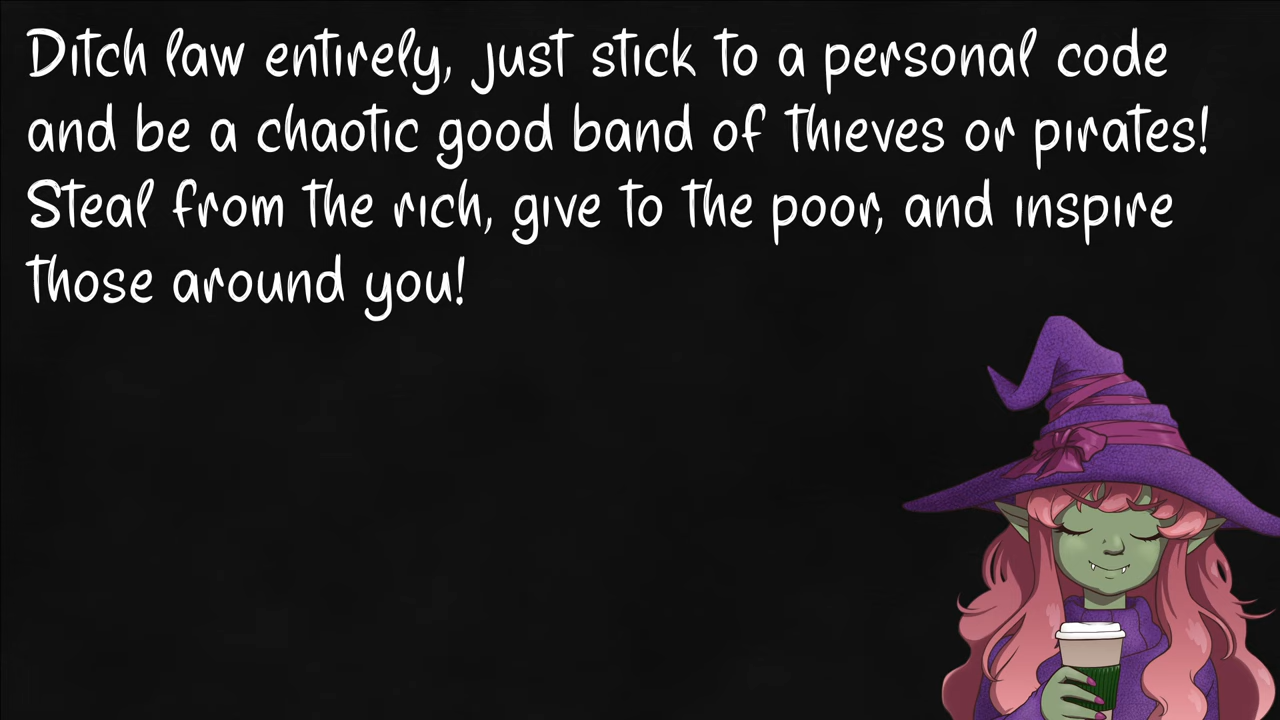 Ditch law entirely, just stick to a personal code
and be a chaotic good band of thieves or pirates!
Steal from the rich, give to the poor, and inspire
those around you!